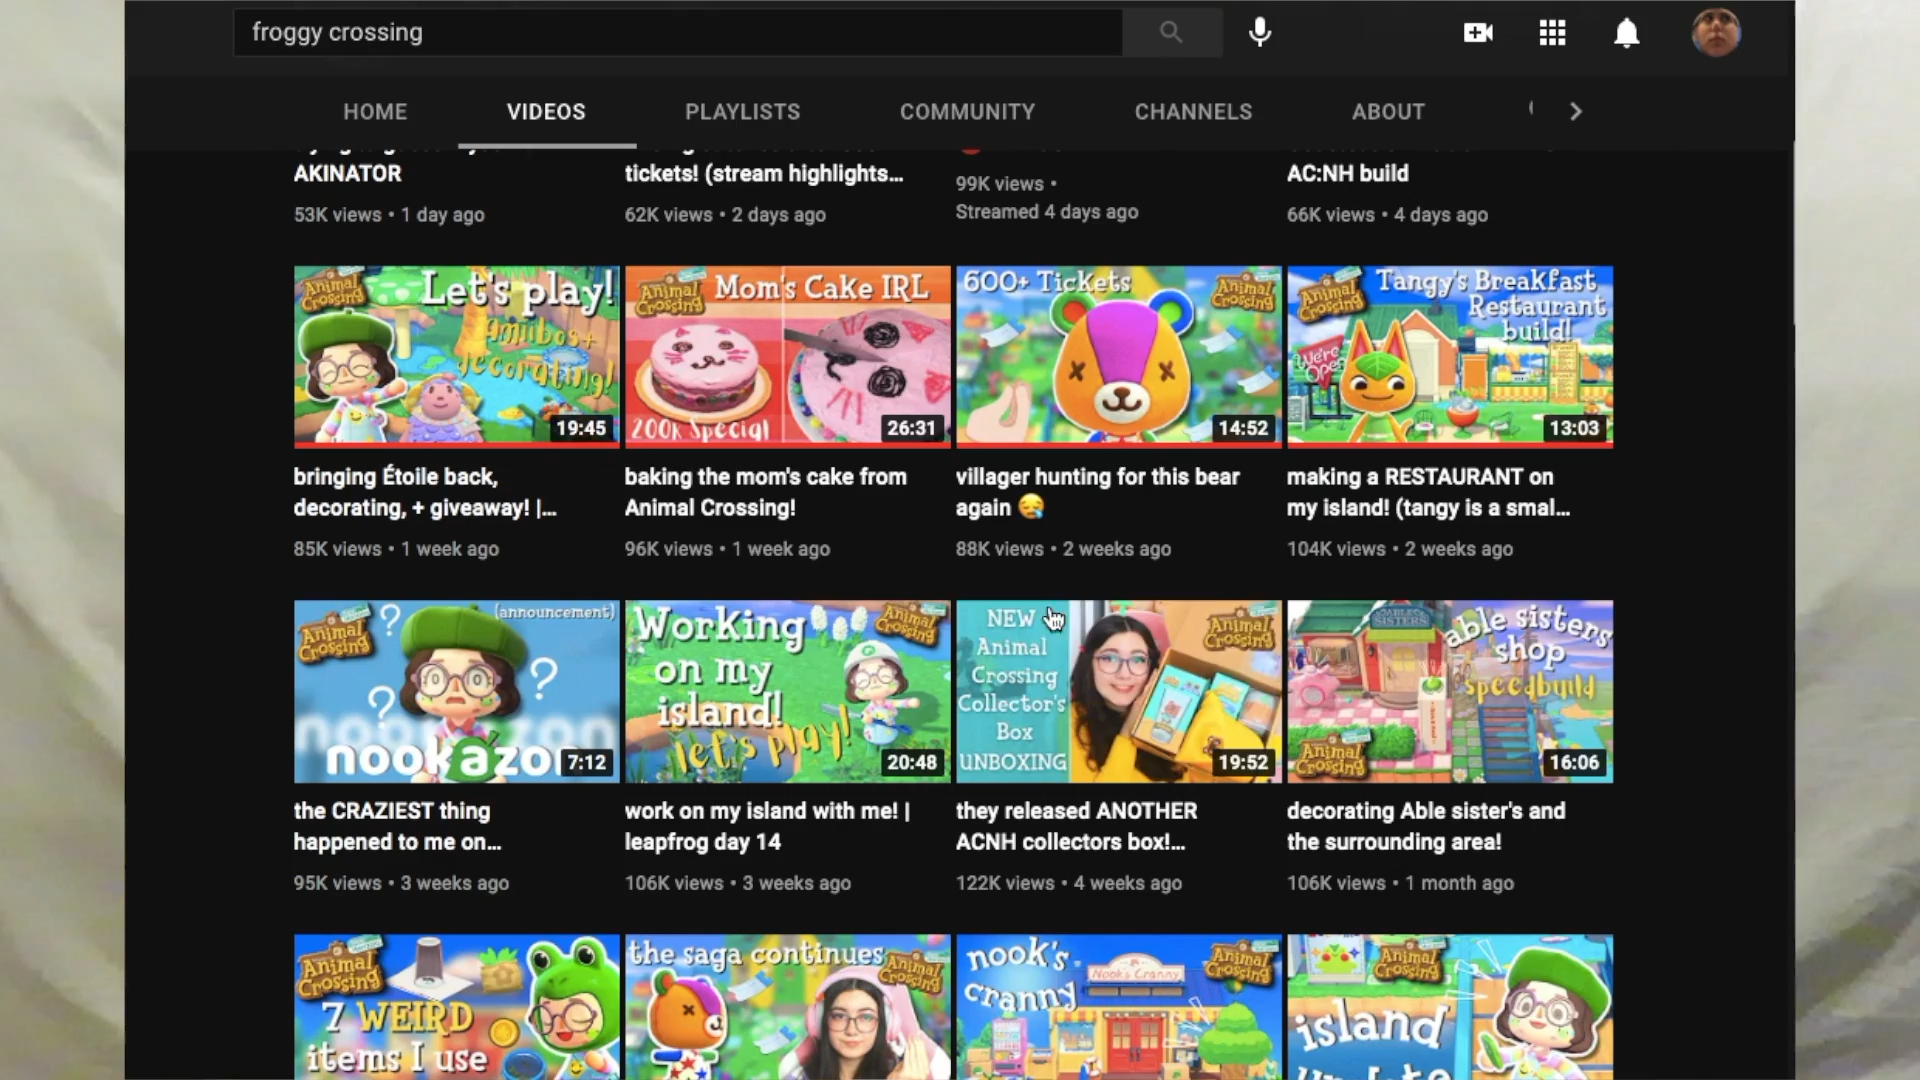 froggy crossing
HOME
VIDEOS
PLAYLISTS
COMMUNITY
CHANNELS
ABOUT
AKINATOR
53K views • 1 day ago
tickets! (stream highlights...
62K views • 2 days ago
99K views •
Streamed 4 days ago
AC:NH build
66K views • 4 days ago
Animal
Crossing
Let's play!
amiibos+
decorating!
19:45
bringing Étoile back,
decorating, + giveaway! |...
85K views • 1 week ago
Animal
Crossing
Mom's Cake IRL
200k Special
26:31
baking the mom's cake from
Animal Crossing!
96K views • 1 week ago
600+ Tickets
Animal
Crossing
14:52
villager hunting for this bear
again 😪
88K views • 2 weeks ago
Animal
Crossing
Tangy's Breakfast
Restaurant
build!
We're
Open
13:03
making a RESTAURANT on
my island! (tangy is a smal...
104K views • 2 weeks ago
Animal
Crossing
(announcement)
nookazon
7:12
the CRAZIEST thing
happened to me on...
95K views • 3 weeks ago
Working
on my
island!
let's play!
Animal
Crossing
20:48
work on my island with me! |
leapfrog day 14
106K views • 3 weeks ago
NEW
Animal
Crossing
Collector's
Box
UNBOXING
Animal
Crossing
19:52
they released ANOTHER
ACNH collectors box!...
122K views • 4 weeks ago
ABLE SISTERS
able sisters
shop
speedbuild
Animal
Crossing
16:06
decorating Able sister's and
the surrounding area!
106K views • 1 month ago
Animal
Crossing
7 WEIRD
items I use
the saga continues
Animal
Crossing
nook's
cranny
Nook's Cranny
Animal
Crossing
Animal
Crossing
island
update